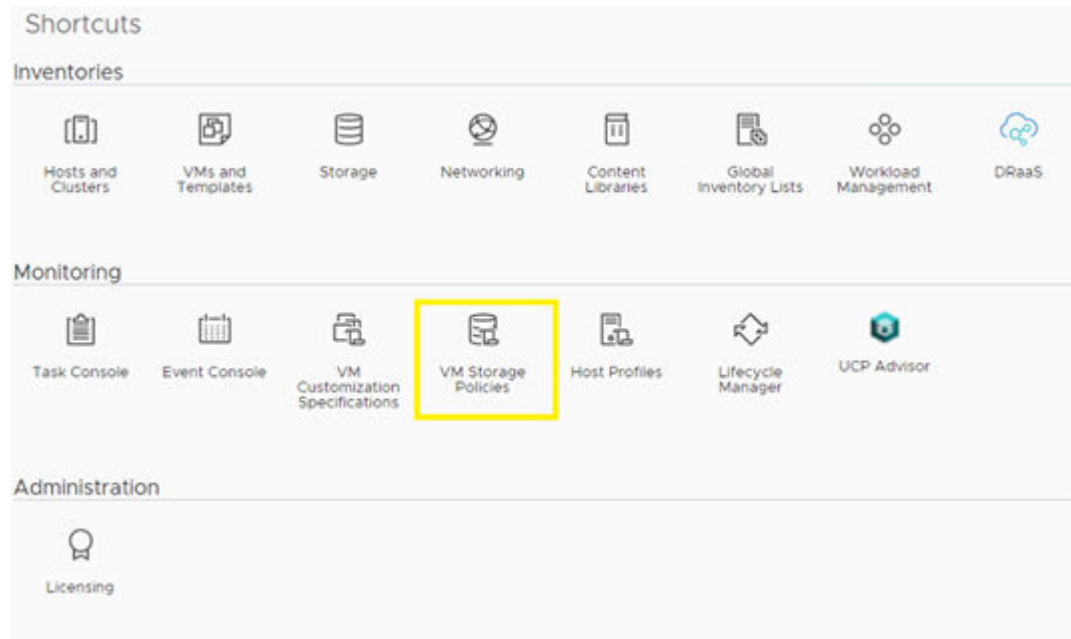 Shortcuts
Inventories
Hosts and
Clusters
VMs and
Templates
Storage
Networking
Content
Libraries
Global
Inventory Lists
Workload
Management
DRaaS
Monitoring
Task Console
Event Console
VM
Customization
Specifications
VM Storage
Policies
Host Profiles
Lifecycle
Manager
UCP Advisor
Administration
Licensing